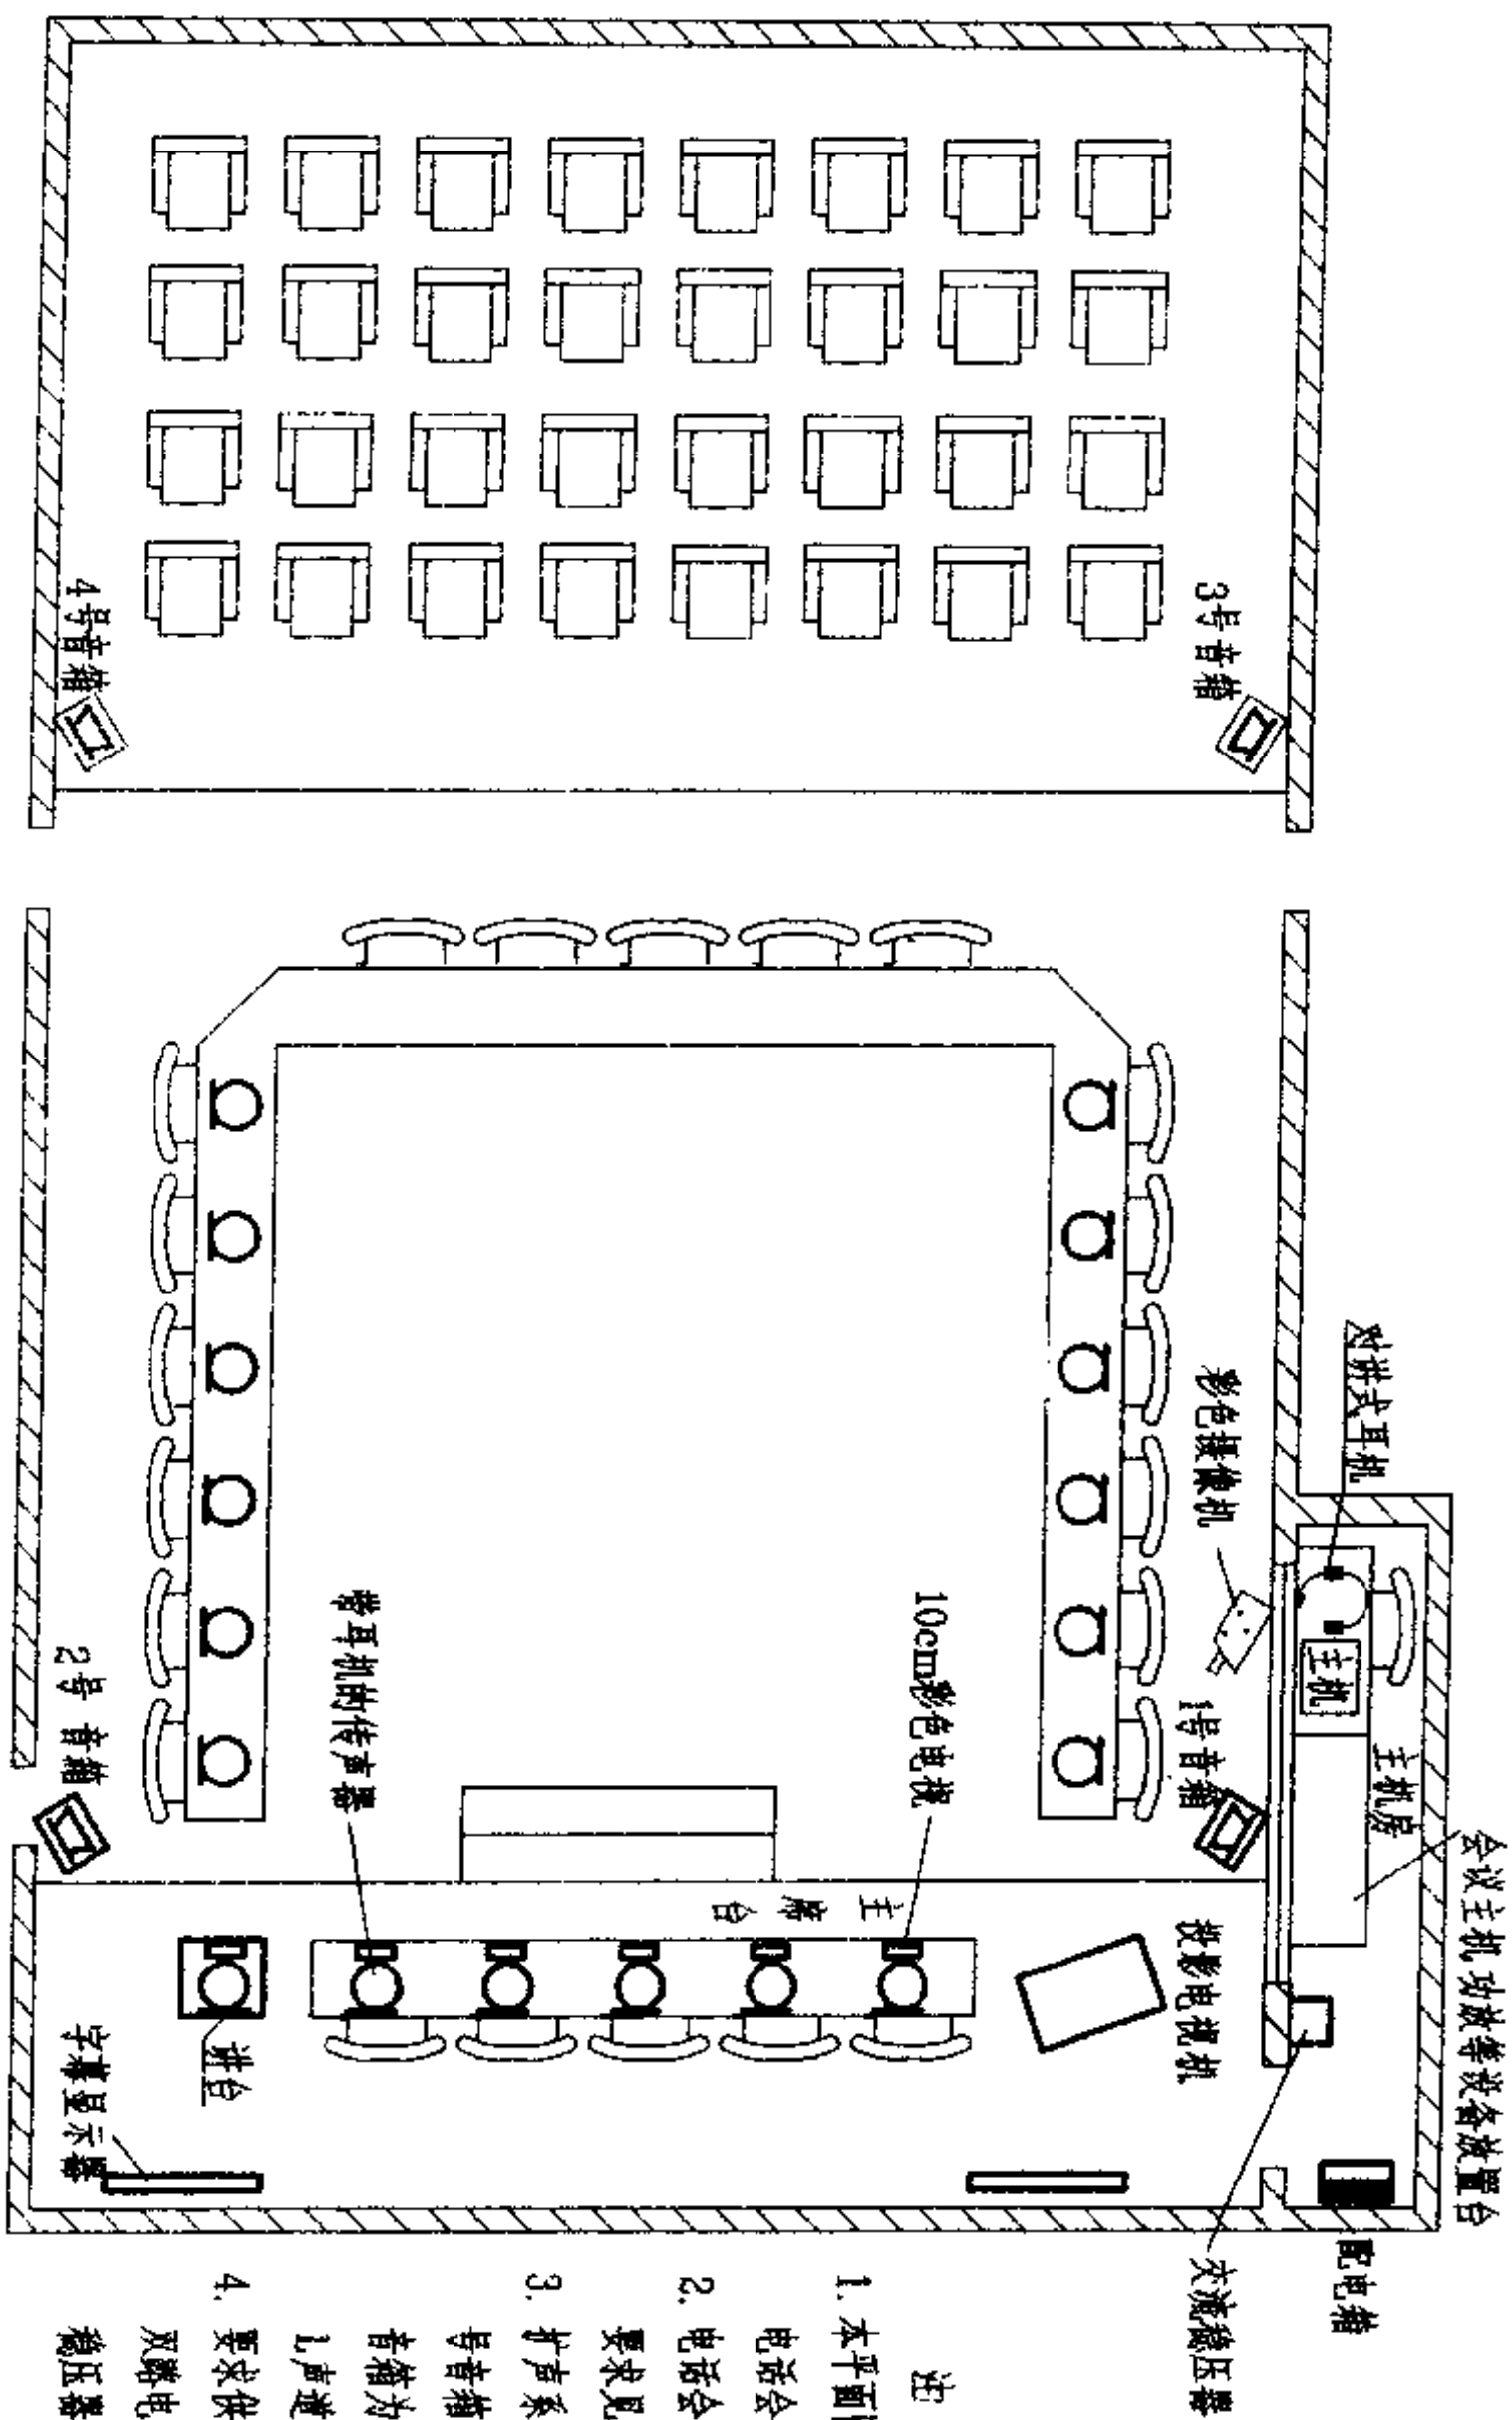 对讲式耳机
彩色摄像机
主机
主机房
会议主机功放等设备放置台
1号音箱
2号音箱
3号音箱
4号音箱
10cm彩色电视
带耳机的传声器
主席台
投影电视机
讲台
字幕显示器
交流稳压器
配电箱
注
1. 本平面
电话会
2. 电话会
要求见
3. 扩声系
号音箱
音箱为
L声道
4. 要求供
双路电
稳压器